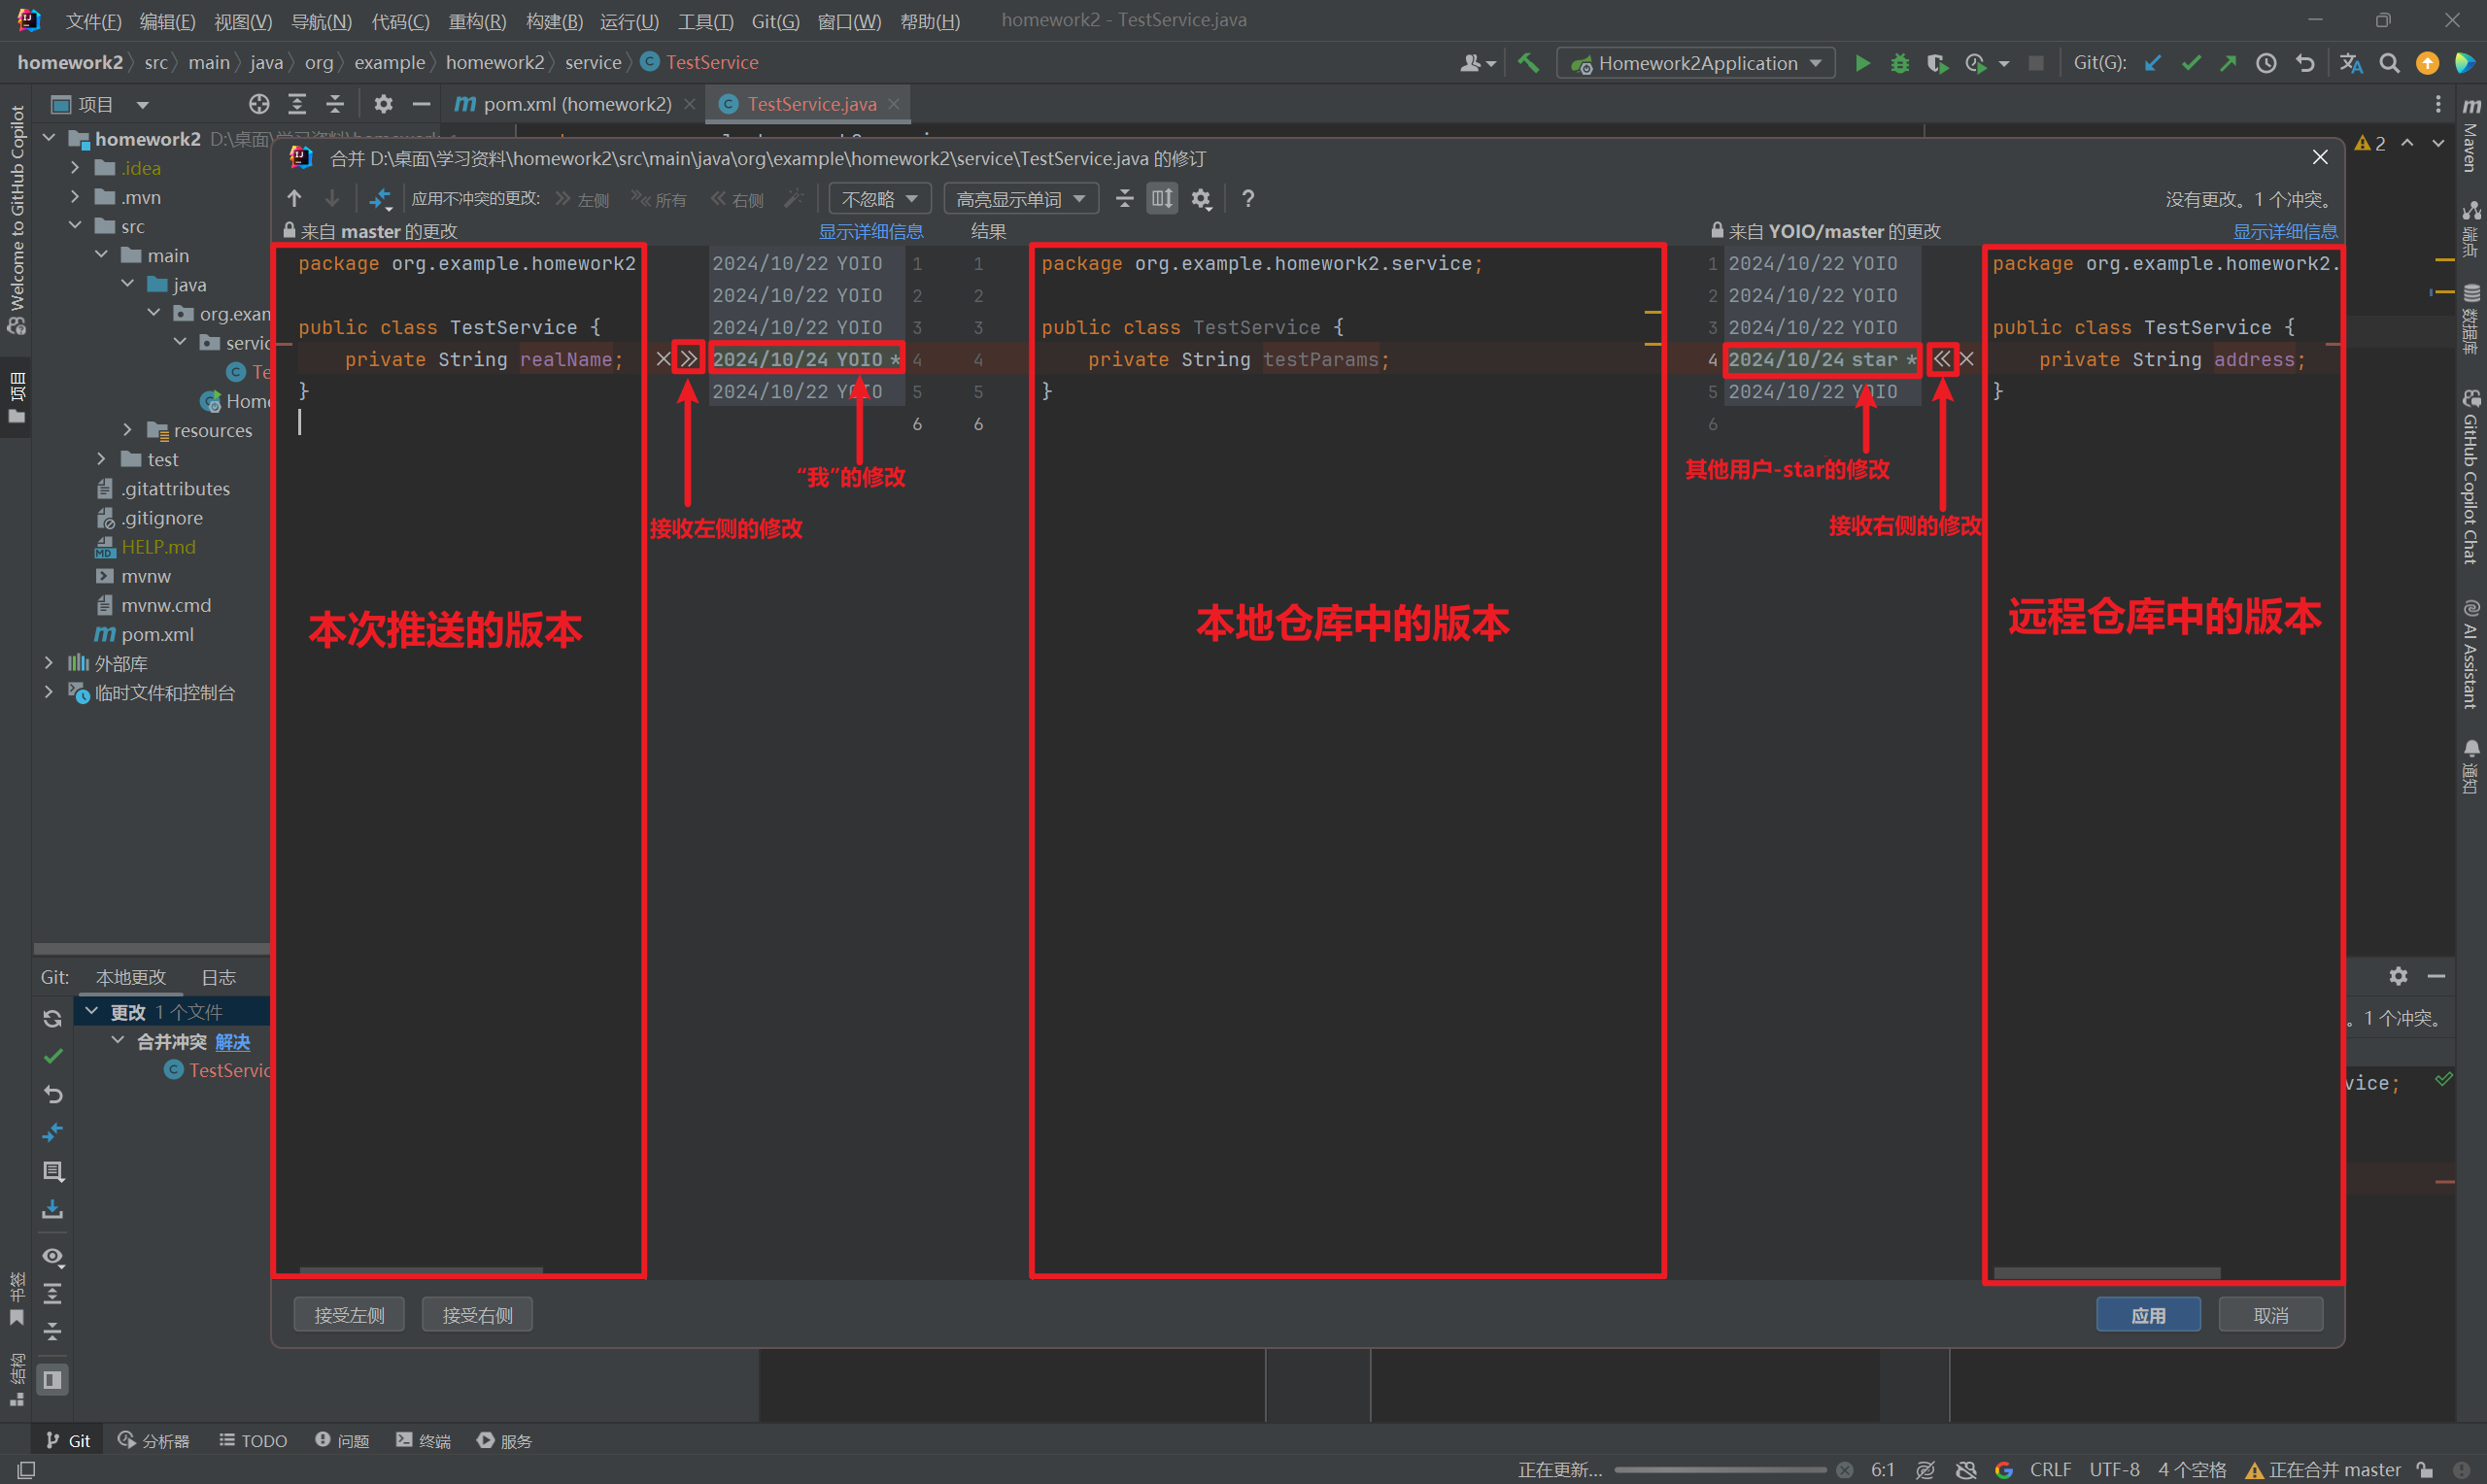 文件(F) 编辑(E) 视图(V) 导航(N) 代码(C) 重构(R) 构建(B) 运行(U) 工具(T) Git(G) 窗口(W) 帮助(H) homework2 - TestService.java
homework2 src main java org example homework2 service TestService Homework2Application Git(G):
项目 pom.xml (homework2) TestService.java
homework2 D:\桌面\学习资料\homework
.idea
.mvn
src
main
java
org.exam
servic
Te
Home
resources
test
.gitattributes
.gitignore
HELP.md
mvnw
mvnw.cmd
pom.xml
外部库
临时文件和控制台
Welcome to GitHub Copilot
项目
书签
结构
合并 D:\桌面\学习资料\homework2\src\main\java\org\example\homework2\service\TestService.java 的修订
应用不冲突的更改: 左侧 所有 右侧 不忽略 高亮显示单词 ? 没有更改。1 个冲突。
来自 master 的更改 显示详细信息 结果 来自 YOIO/master 的更改 显示详细信息
package org.example.homework2
public class TestService {
private String realName;
}
2024/10/22 YOIO 1 1
2024/10/22 YOIO 2 2
2024/10/22 YOIO 3 3
2024/10/24 YOIO * 4 4
2024/10/22 YOIO 5 5
6 6
package org.example.homework2.service;
public class TestService {
private String testParams;
}
1 2024/10/22 YOIO
2 2024/10/22 YOIO
3 2024/10/22 YOIO
4 2024/10/24 star *
5 2024/10/22 YOIO
6
package org.example.homework2.
public class TestService {
private String address;
}
“我”的修改
接收左侧的修改
其他用户-star的修改
接收右侧的修改
本次推送的版本
本地仓库中的版本
远程仓库中的版本
接受左侧 接受右侧 应用 取消
2
Maven
端点
数据库
GitHub Copilot Chat
AI Assistant
通知
Git: 本地更改 日志
更改 1 个文件
合并冲突 解决
TestServic
。1 个冲突。
vice;
Git 分析器 TODO 问题 终端 服务
正在更新... 6:1 CRLF UTF-8 4 个空格 正在合并 master